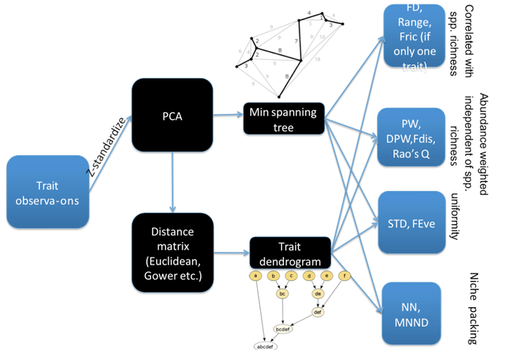 FD,
Range,
Fric (if
only one
trait)
Correlated with
spp. richness
Z-standardize
PCA
Min spanning
tree
PW,
DPW,Fdis,
Rao's Q
Abundance weighted
independent of spp.
richness
Trait
observa-ons
Distance
matrix
(Euclidean,
Gower etc.)
Trait
dendrogram
STD, FEve
uniformity
a b c d e f
bc
de
def
bcdef
abcdef
NN,
MNND
Niche packing